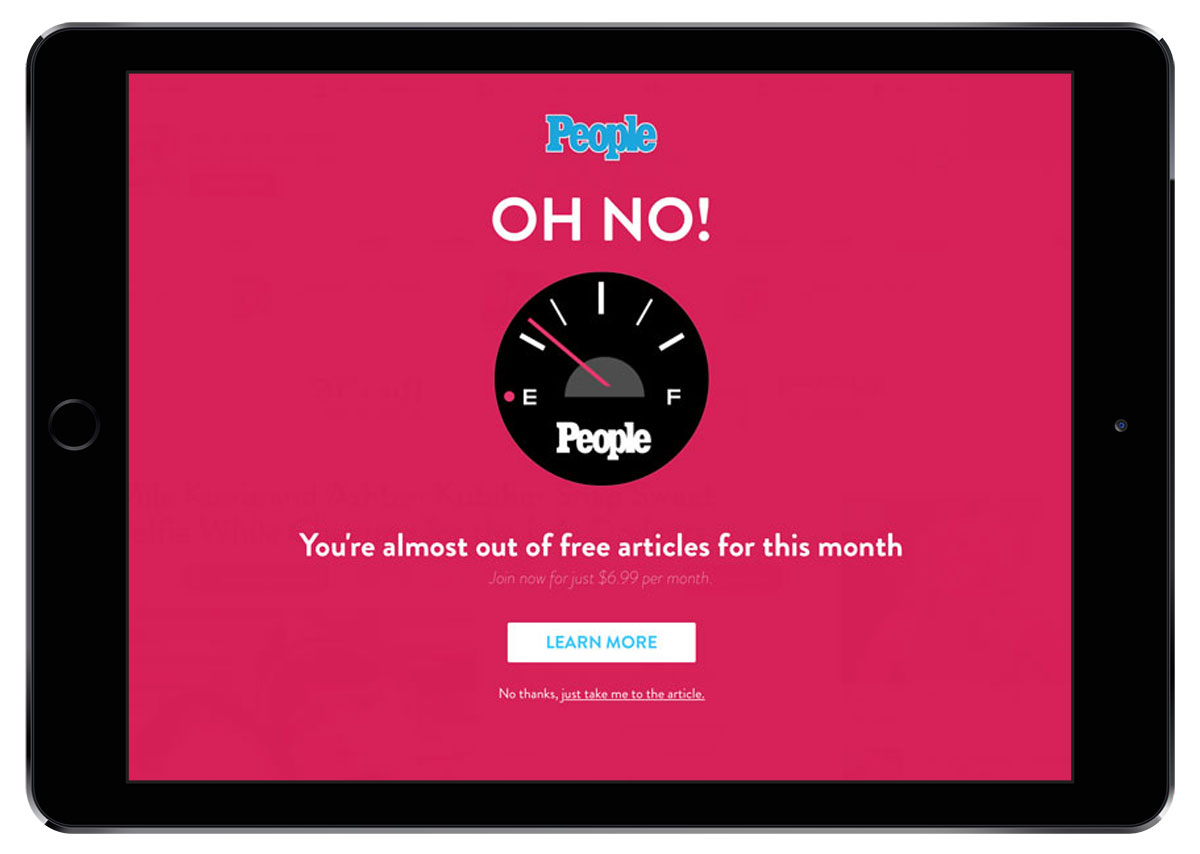 People
OH NO!
E F
People
You're almost out of free articles for this month
Join now for just $6.99 per month.
LEARN MORE
No thanks, just take me to the article.